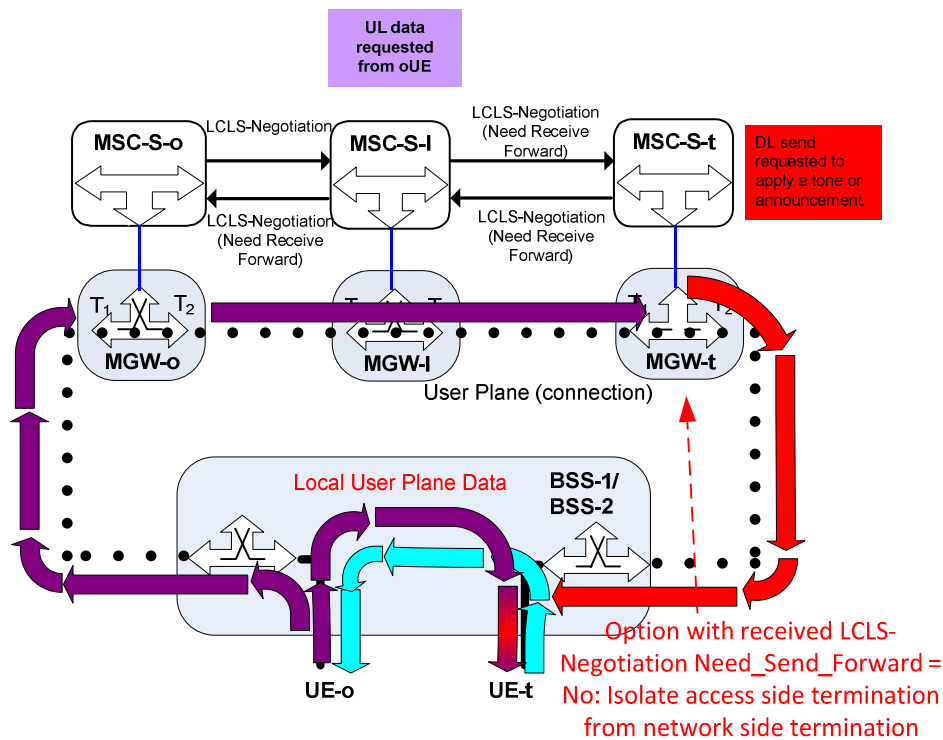 UL data
requested
from oUE
MSC-S-o
LCLS-Negotiation
MSC-S-I
LCLS-Negotiation
(Need Receive
Forward)
MSC-S-t
DL send
requested to
apply a tone or
announcement.
LCLS-Negotiation
(Need Receive
Forward)
LCLS-Negotiation
(Need Receive
Forward)
T1
T2
MGW-o
MGW-I
T2
MGW-t
User Plane (connection)
Local User Plane Data
BSS-1/
BSS-2
Option with received LCLS-
Negotiation Need_Send_Forward =
No: Isolate access side termination
from network side termination
UE-o
UE-t